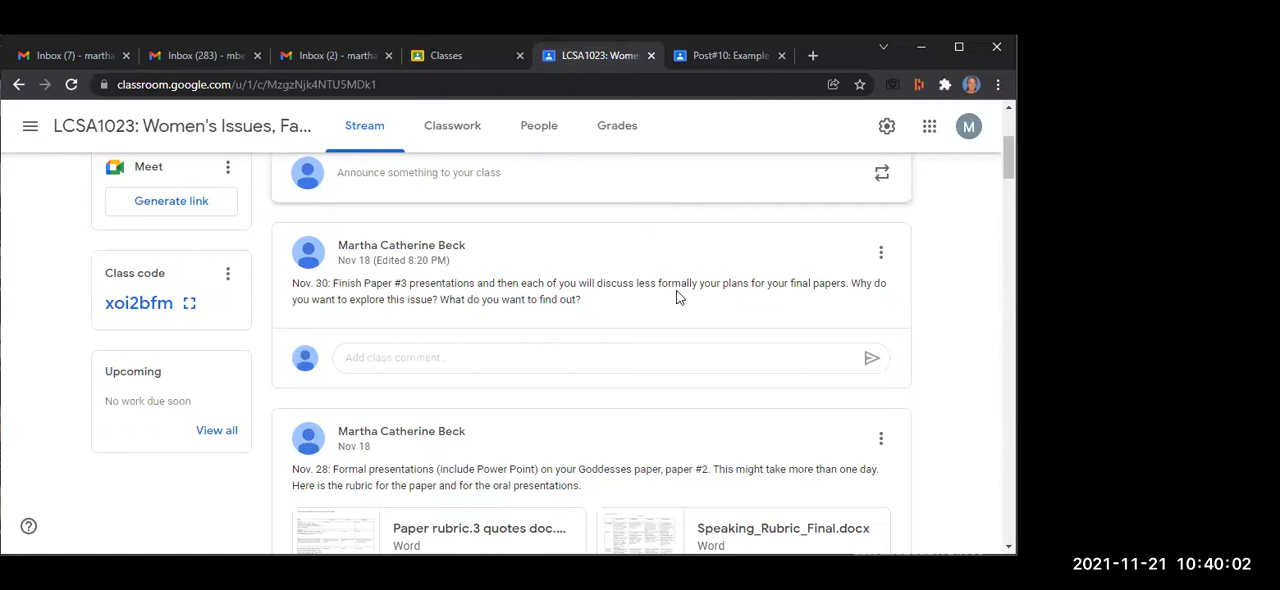 Inbox (7) - martha
Inbox (283) - mbe
Inbox (2) - martha
Classes
LCSA1023: Wome
Post#10: Example
classroom.google.com/u/1/c/MzgzNjk4NTU5MDk1
LCSA1023: Women's Issues, Fa...
Stream
Classwork
People
Grades
M
Meet
Generate link
Announce something to your class
Class code
xoi2bfm
Upcoming
No work due soon
View all
Martha Catherine Beck
Nov 18 (Edited 8:20 PM)
Nov. 30: Finish Paper #3 presentations and then each of you will discuss less formally your plans for your final papers. Why do
you want to explore this issue? What do you want to find out?
Add class comment...
Martha Catherine Beck
Nov 18
Nov. 28: Formal presentations (include Power Point) on your Goddesses paper, paper #2. This might take more than one day.
Here is the rubric for the paper and for the oral presentations.
Paper rubric.3 quotes doc....
Word
Speaking_Rubric_Final.docx
Word
2021-11-21 10:40:02